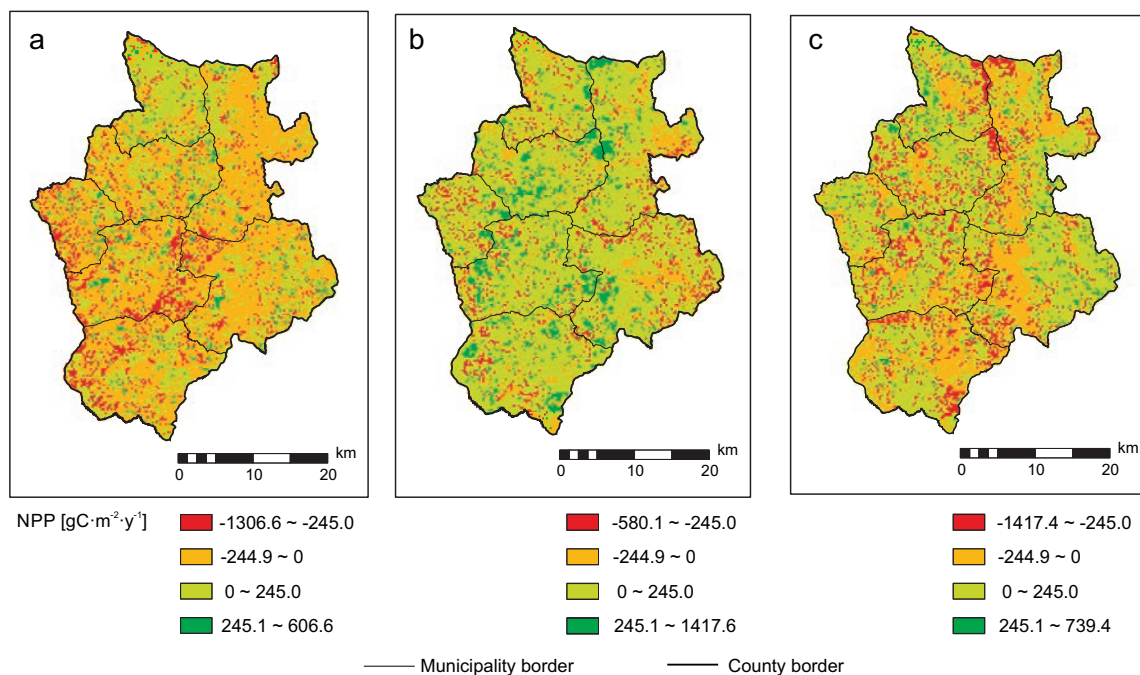 a b c
km km km
0 10 20 0 10 20 0 10 20
NPP [gC·m⁻²·y⁻¹] -1306.6 ~ -245.0 -580.1 ~ -245.0 -1417.4 ~ -245.0
-244.9 ~ 0 -244.9 ~ 0 -244.9 ~ 0
0 ~ 245.0 0 ~ 245.0 0 ~ 245.0
245.1 ~ 606.6 245.1 ~ 1417.6 245.1 ~ 739.4
Municipality border County border